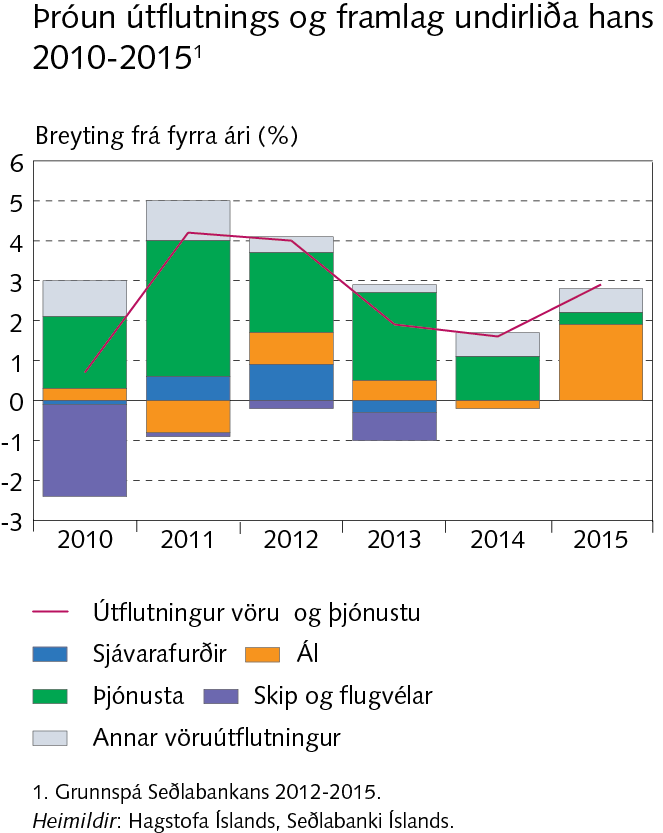 Þróun útflutnings og framlag undirliða hans
2010-2015¹
Breyting frá fyrra ári (%)
6
5
4
3
2
1
0
-1
-2
-3
2010 2011 2012 2013 2014 2015
Útflutningur vöru og þjónustu
Sjávarafurðir Ál
Þjónusta Skip og flugvélar
Annar vöruútflutningur
1. Grunnspá Seðlabankans 2012-2015.
Heimildir: Hagstofa Íslands, Seðlabanki Íslands.